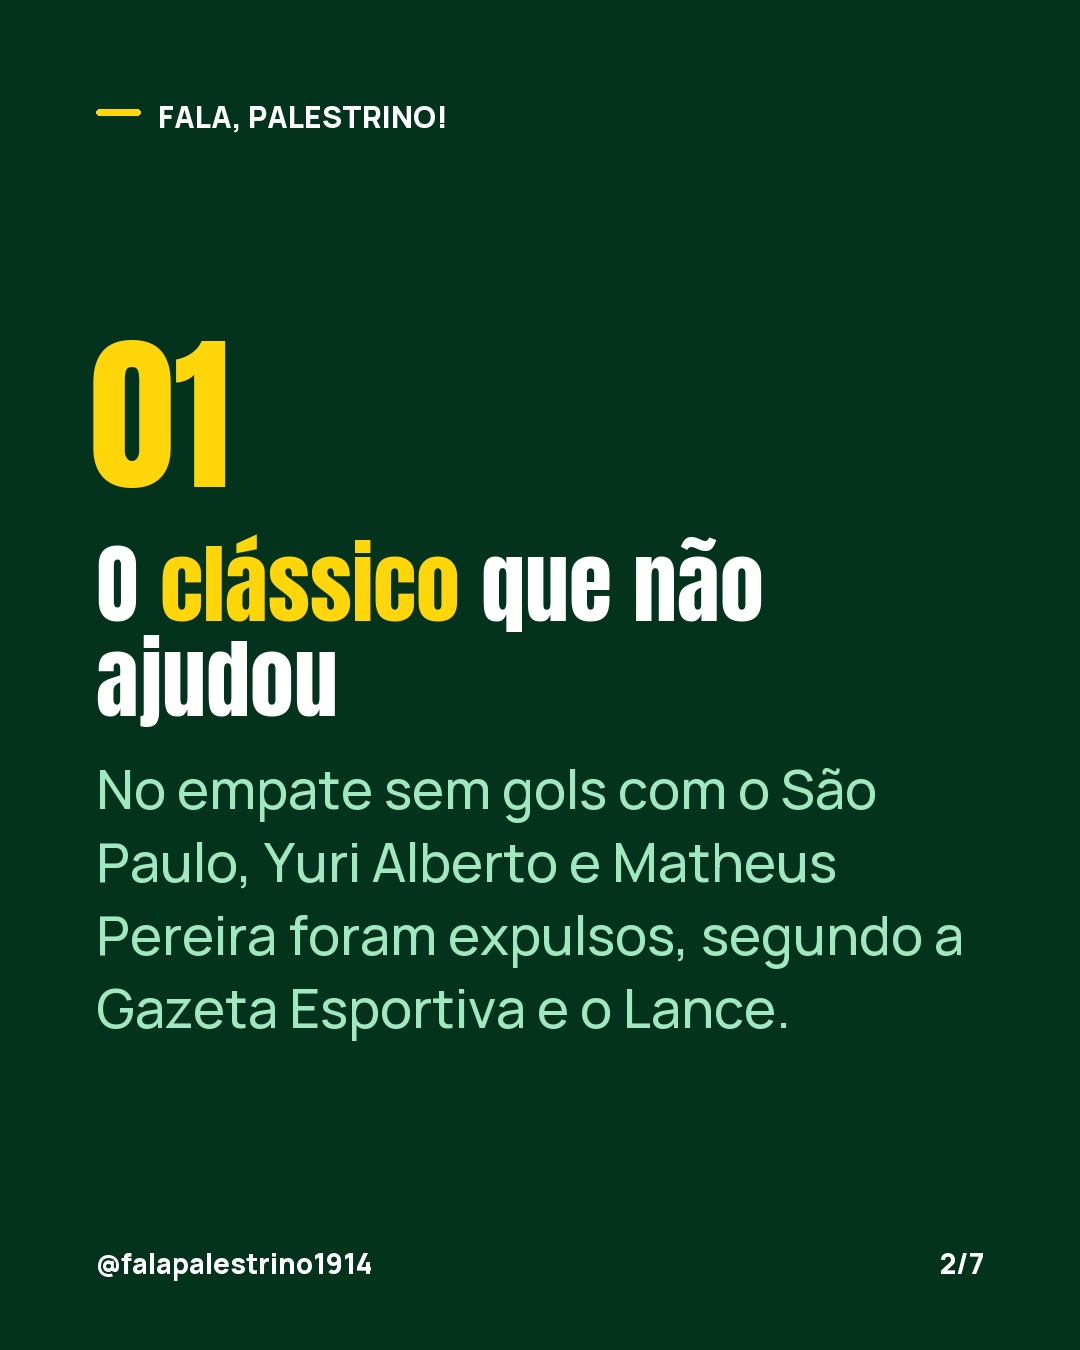 FALA, PALESTRINO!
01
O clássico que não
ajudou
No empate sem gols com o São
Paulo, Yuri Alberto e Matheus
Pereira foram expulsos, segundo a
Gazeta Esportiva e o Lance.
@falapalestrino1914
2/7